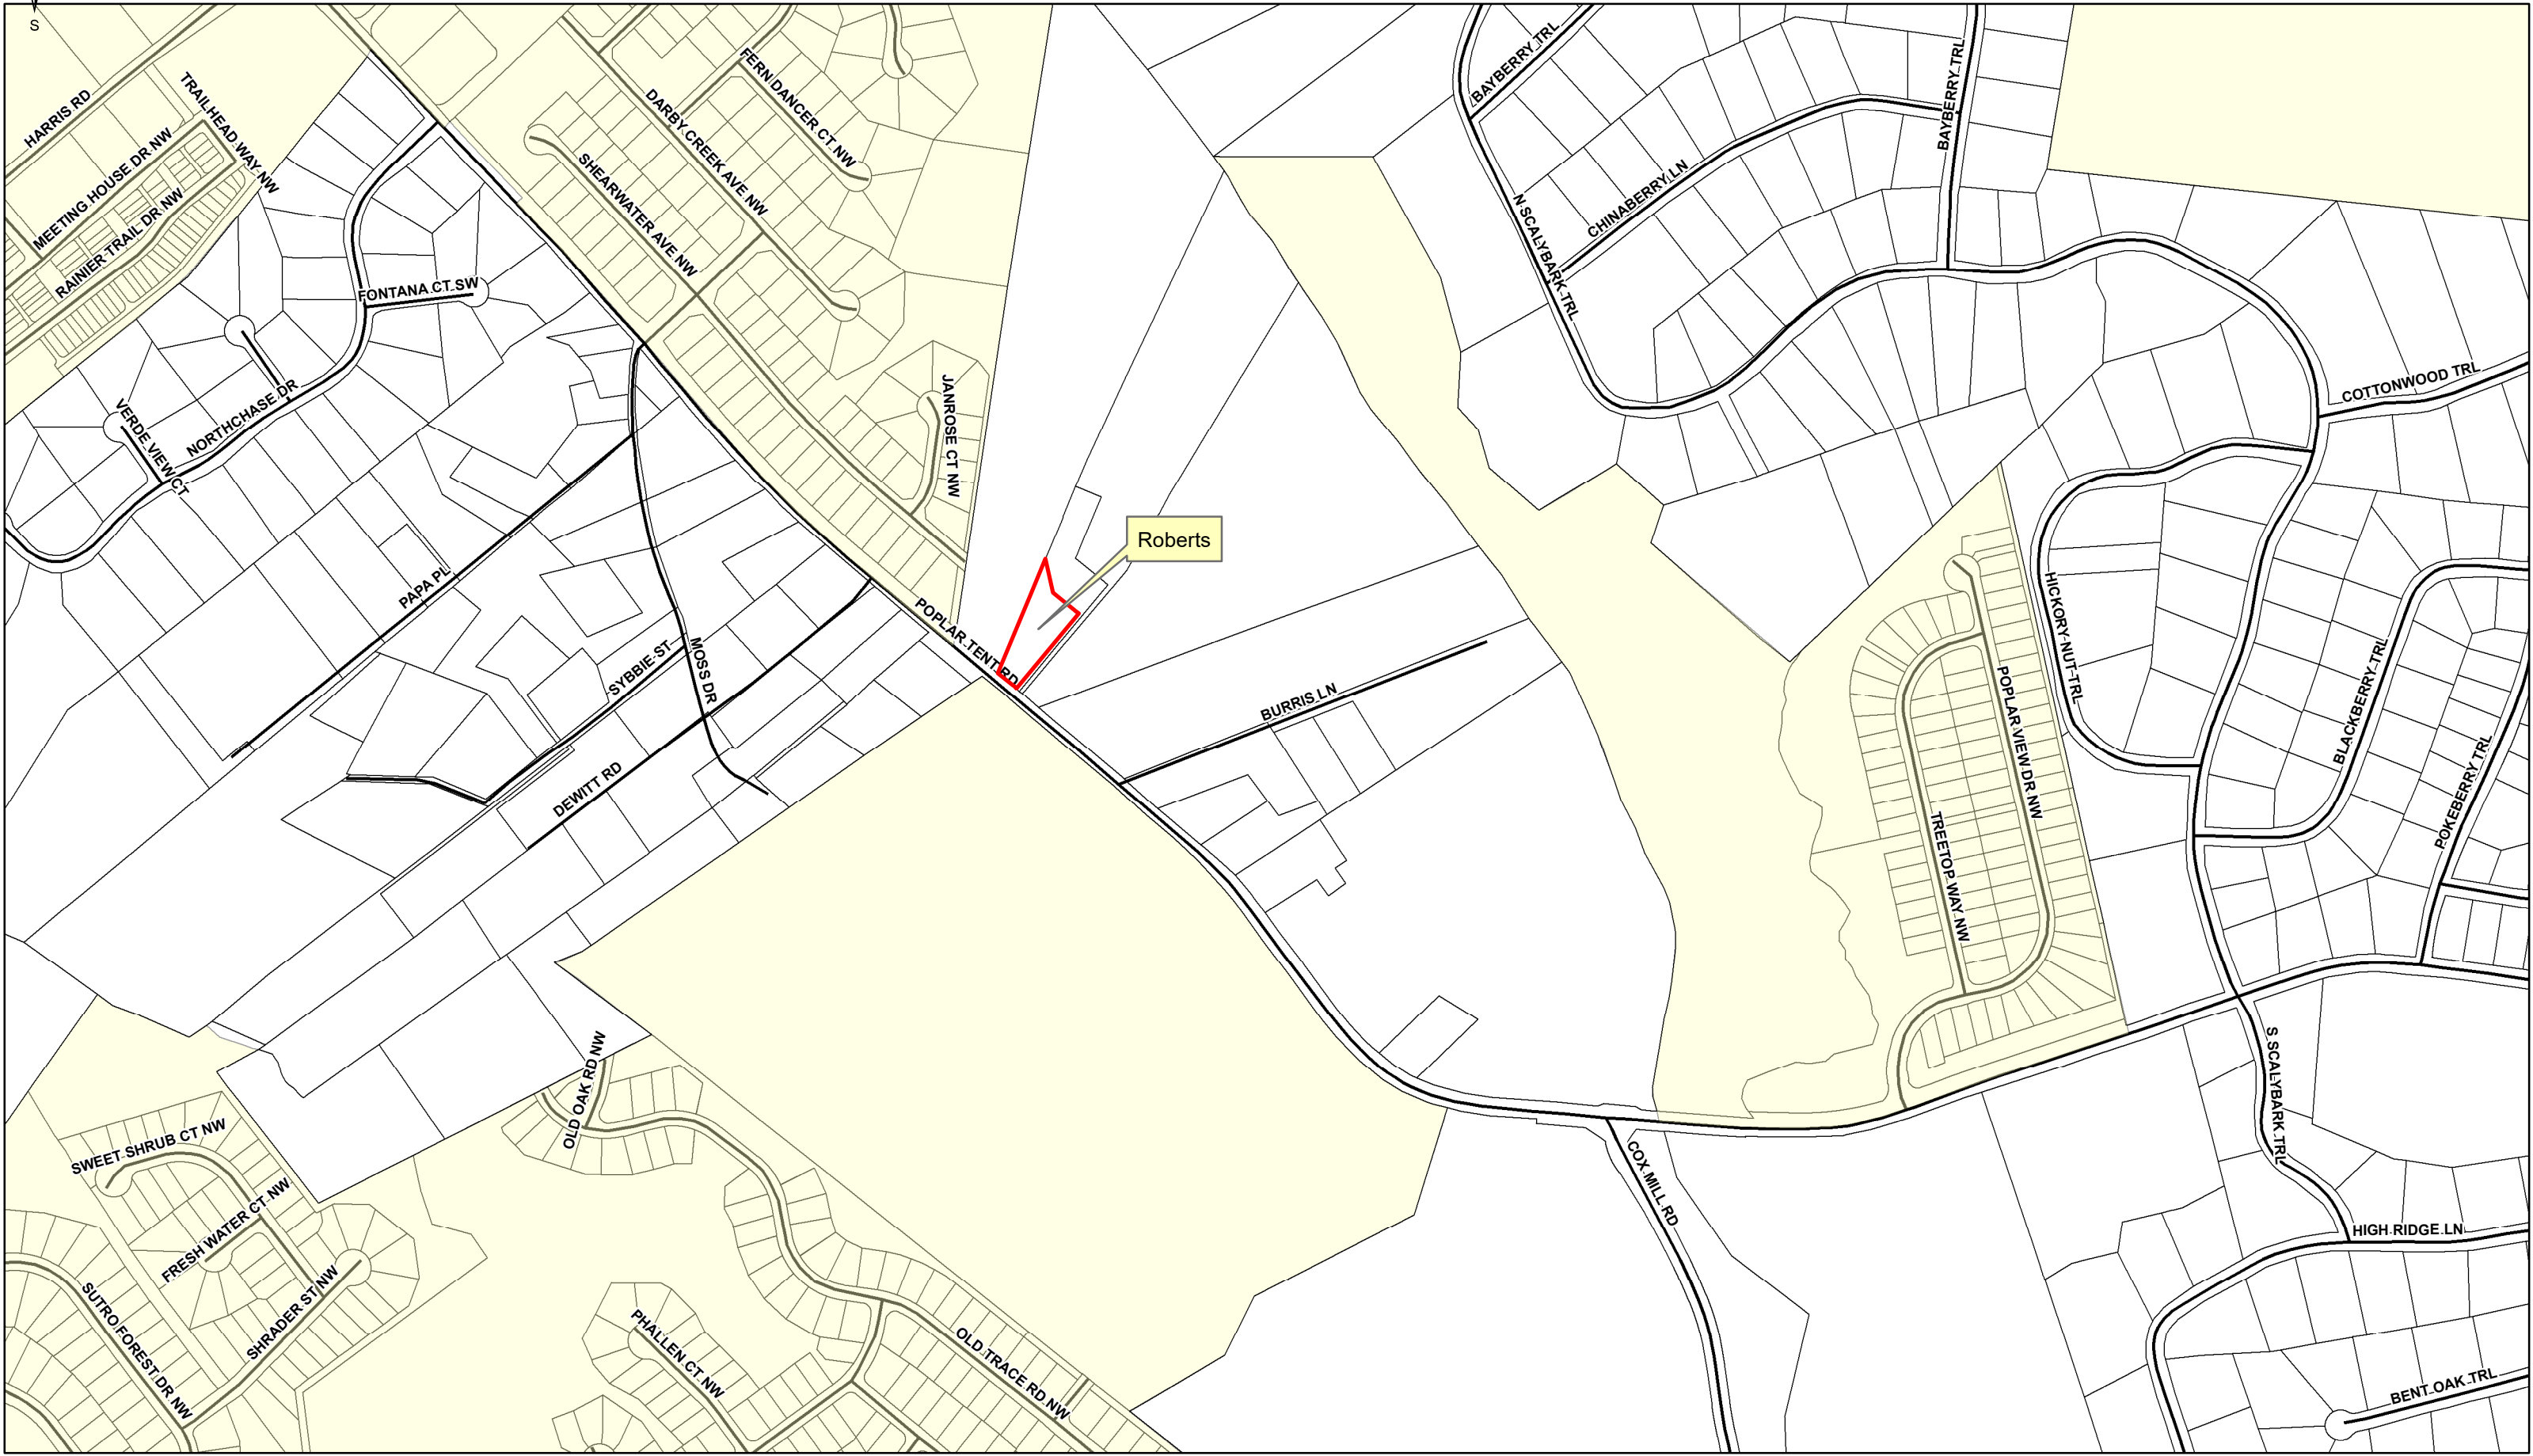 S
HARRIS RD
TRAILHEAD WAY NW
MEETING HOUSE DR NW
RAINIER TRAIL DR NW
FONTANA CT SW
NORTHCHASE DR
VERDE VIEW CT
FERN DANCER CT NW
DARBY CREEK AVE NW
SHEARWATER AVE NW
JANROSE CT NW
BAYBERRY TRL
BAYBERRY TRL
CHINABERRY LN
N SCALYBARK TRL
COTTONWOOD TRL
Roberts
PAPA PL
SYBBIE ST
MOSS DR
DEWITT RD
POPLAR TENT RD
BURRIS LN
HICKORY NUT TRL
POPLAR VIEW DR NW
TREETOP WAY NW
BLACKBERRY TRL
POKEBERRY TRL
OLD OAK RD NW
SWEET SHRUB CT NW
FRESH WATER CT NW
SHRADER ST NW
SUTRO FOREST DR NW
PHALLEN CT NW
OLD TRACE RD NW
COX MILL RD
S SCALYBARK TRL
HIGH RIDGE LN
BENT OAK TRL